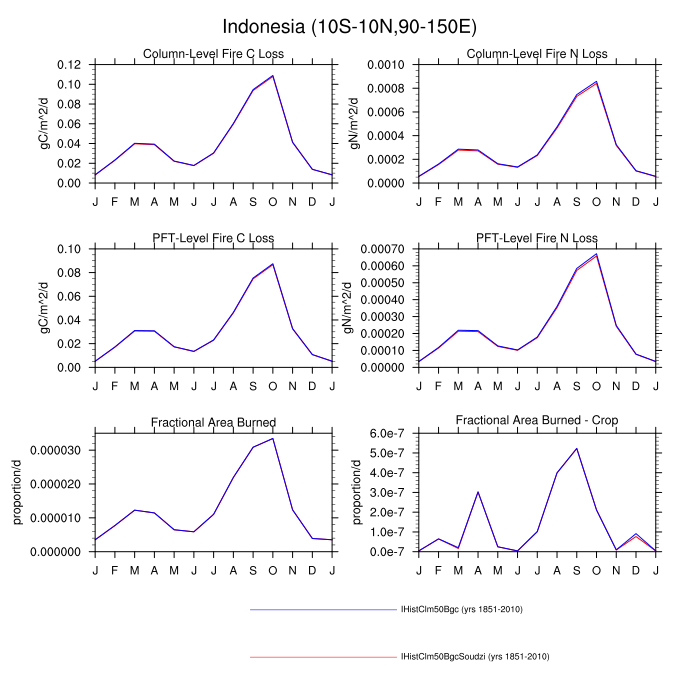 Indonesia (10S-10N,90-150E)
Column-Level Fire C Loss
gC/m^2/d
0.12
0.10
0.08
0.06
0.04
0.02
0.00
J F M A M J J A S O N D J
Column-Level Fire N Loss
gN/m^2/d
0.0010
0.0008
0.0006
0.0004
0.0002
0.0000
J F M A M J J A S O N D J
PFT-Level Fire C Loss
gC/m^2/d
0.10
0.08
0.06
0.04
0.02
0.00
J F M A M J J A S O N D J
PFT-Level Fire N Loss
gN/m^2/d
0.00070
0.00060
0.00050
0.00040
0.00030
0.00020
0.00010
0.00000
J F M A M J J A S O N D J
Fractional Area Burned
proportion/d
0.000030
0.000020
0.000010
0.000000
J F M A M J J A S O N D J
Fractional Area Burned - Crop
proportion/d
6.0e-7
5.0e-7
4.0e-7
3.0e-7
2.0e-7
1.0e-7
0.0e-7
J F M A M J J A S O N D J
IHistClm50Bgc (yrs 1851-2010)
IHistClm50BgcSoudzi (yrs 1851-2010)